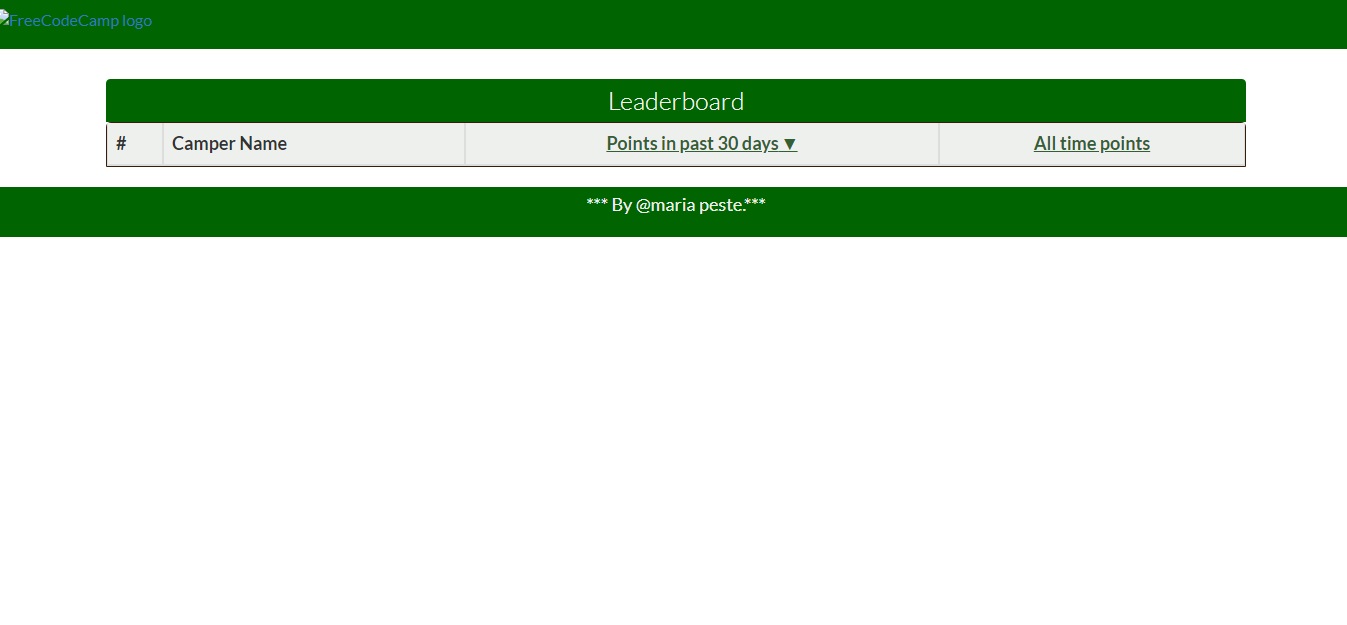 FreeCodeCamp logo
Leaderboard
# Camper Name Points in past 30 days ▼ All time points
*** By @maria peste.***